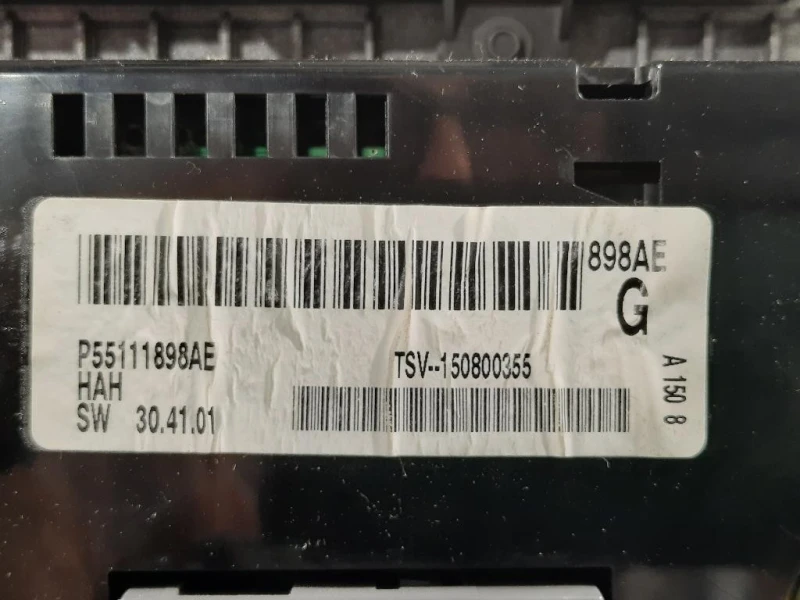 898AE
G
P55111898AE
HAH
SW 30.41.01
TSV--150800355
A 150 8